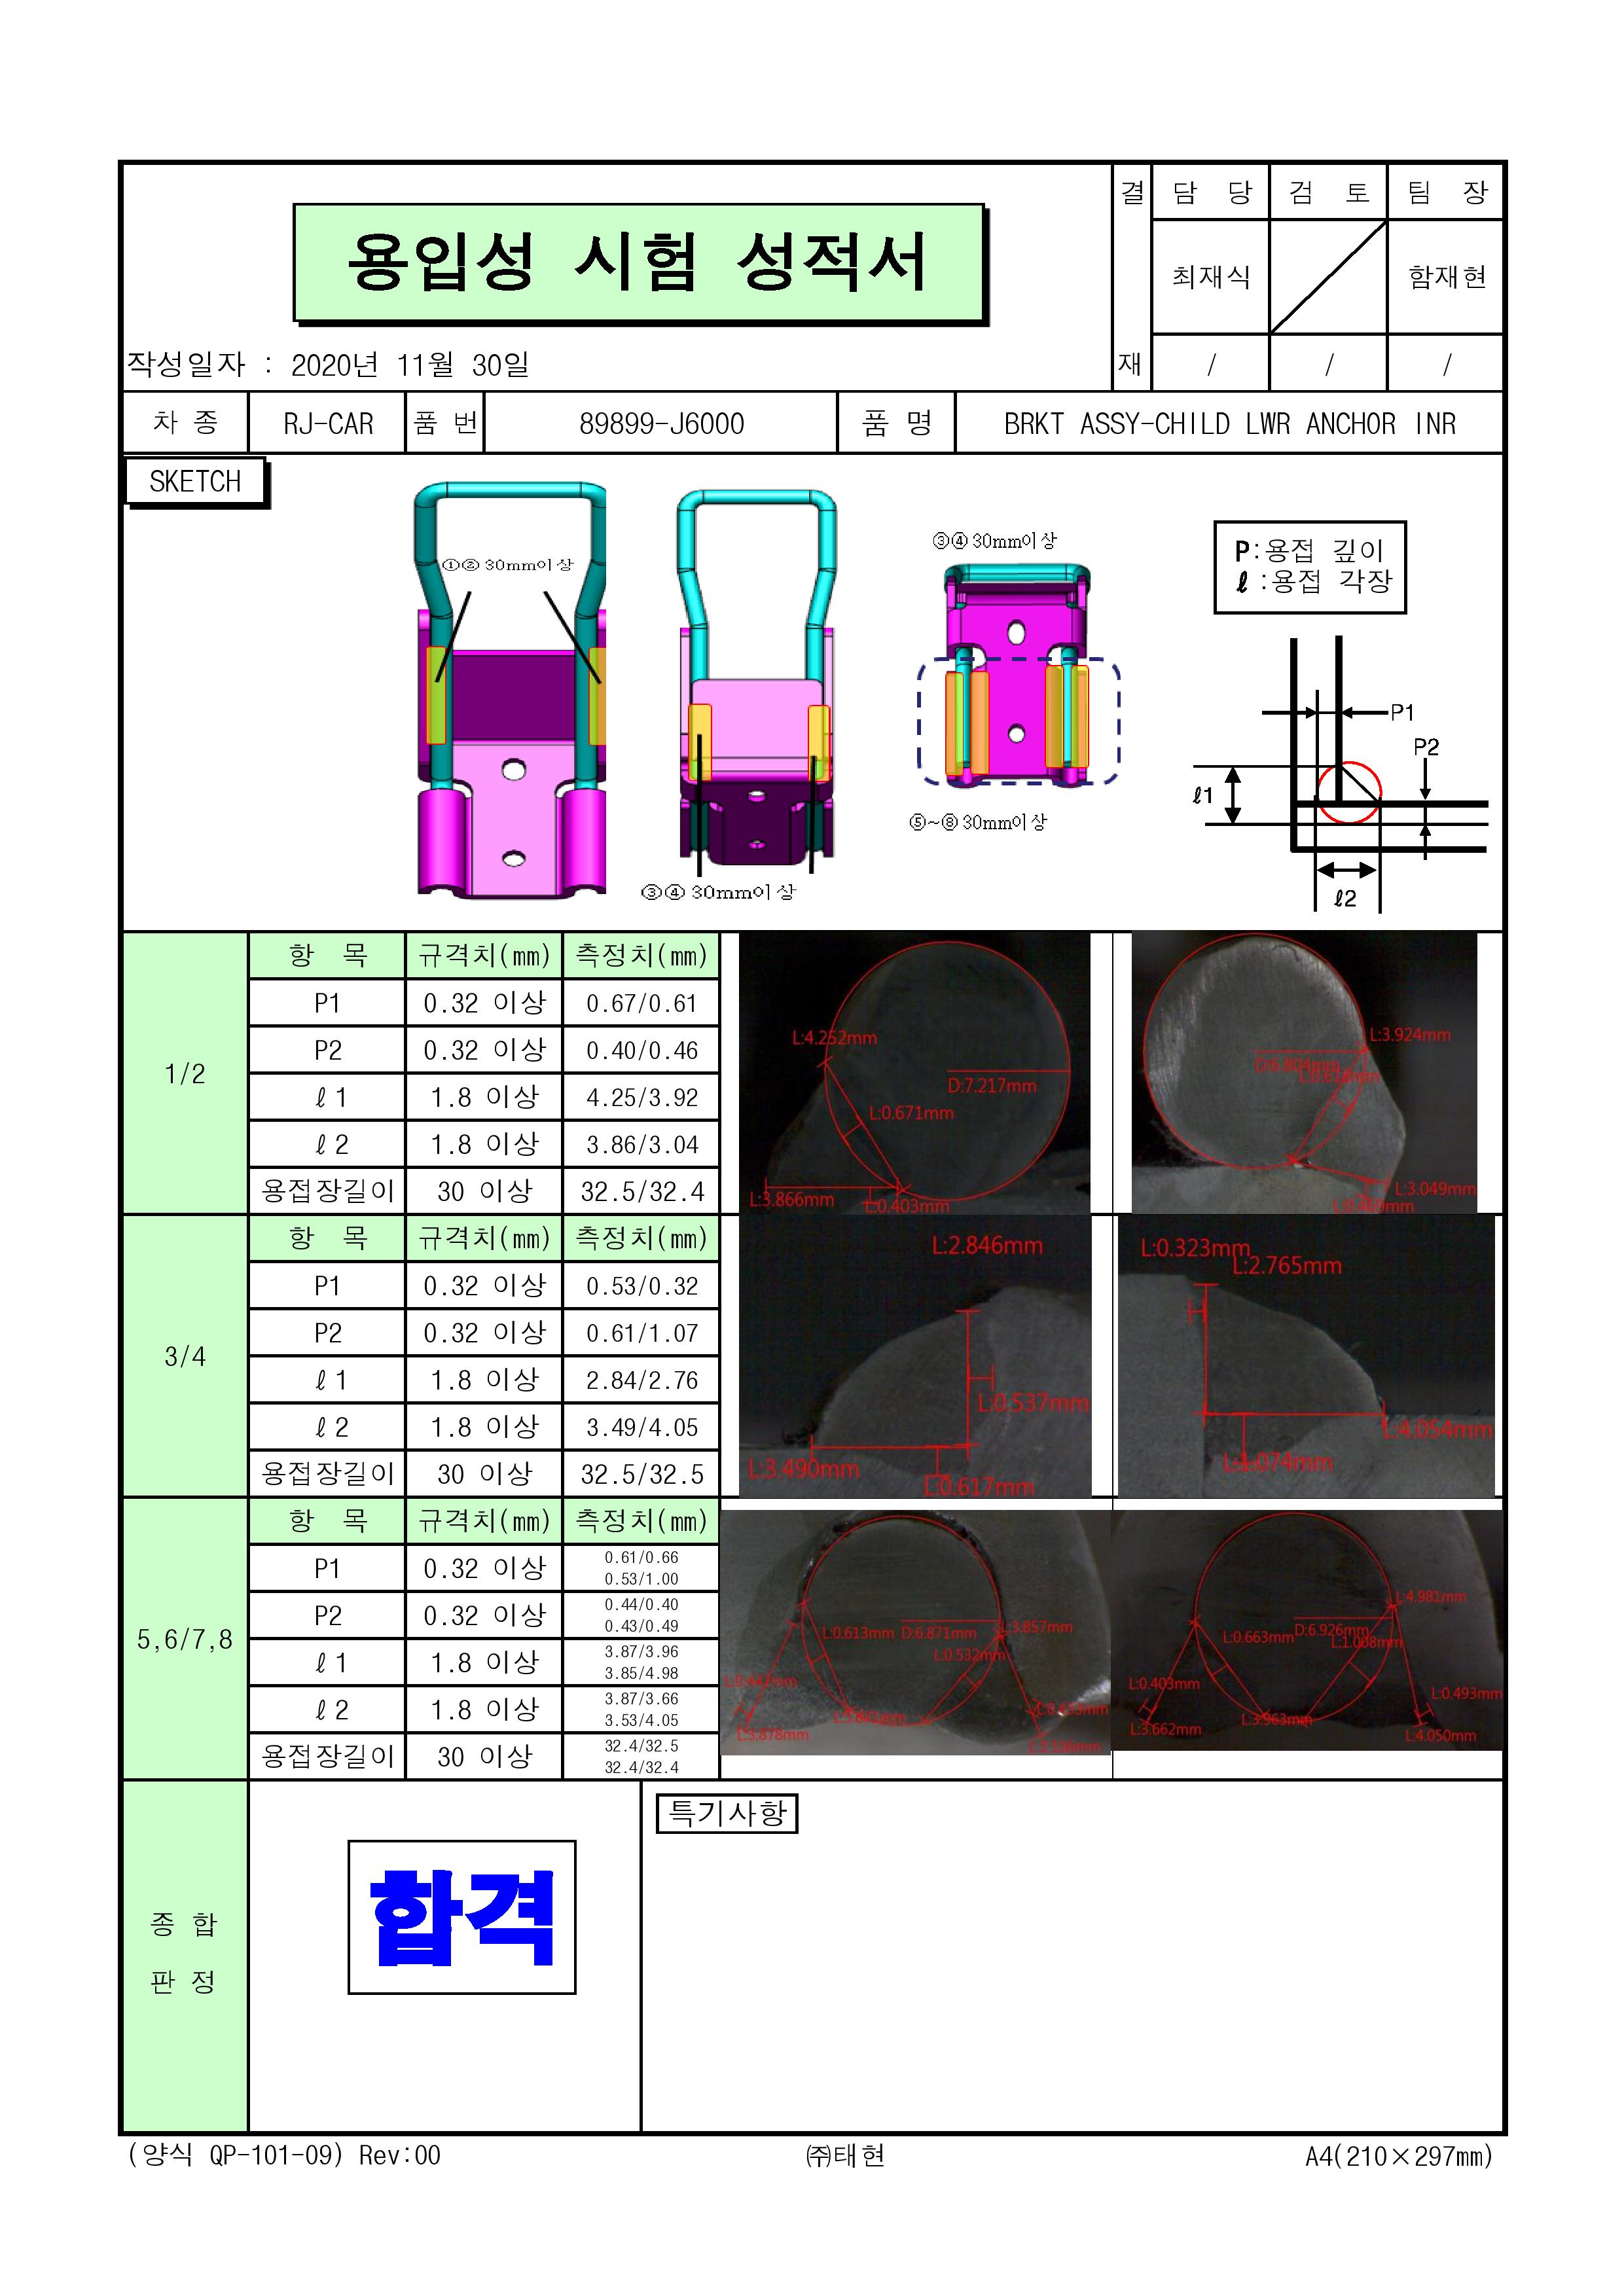 결 재
담 당 검 토 팀 장
용입성 시험 성적서
최재식 함재현
작성일자 : 2020년 11월 30일
/ / /
차 종 RJ-CAR 품 번 89899-J6000 품 명 BRKT ASSY-CHILD LWR ANCHOR INR
SKETCH
①② 30mm이상
③④ 30mm이상
③④ 30mm이상
⑤~⑧ 30mm이상
P:용접 깊이
ℓ :용접 각장
P1
P2
ℓ1
ℓ2
1/2
항 목 규격치(mm) 측정치(mm)
P1 0.32 이상 0.67/0.61
P2 0.32 이상 0.40/0.46
ℓ 1 1.8 이상 4.25/3.92
ℓ 2 1.8 이상 3.86/3.04
용접장길이 30 이상 32.5/32.4
L:4.252mm
D:7.217mm
L:0.671mm
L:3.866mm
L:0.403mm
L:3.924mm
L:3.049mm
3/4
항 목 규격치(mm) 측정치(mm)
P1 0.32 이상 0.53/0.32
P2 0.32 이상 0.61/1.07
ℓ 1 1.8 이상 2.84/2.76
ℓ 2 1.8 이상 3.49/4.05
용접장길이 30 이상 32.5/32.5
L:2.846mm
L:0.537mm
L:3.490mm
L:0.617mm
L:0.323mm
L:2.765mm
L:4.054mm
L:1.074mm
5,6/7,8
항 목 규격치(mm) 측정치(mm)
P1 0.32 이상 0.61/0.66
0.53/1.00
P2 0.32 이상 0.44/0.40
0.43/0.49
ℓ 1 1.8 이상 3.87/3.96
3.85/4.98
ℓ 2 1.8 이상 3.87/3.66
3.53/4.05
용접장길이 30 이상 32.4/32.5
32.4/32.4
L:0.613mm
D:6.871mm
L:3.857mm
L:0.532mm
L:3.878mm
L:4.981mm
L:0.663mm
D:6.926mm
L:1.008mm
L:0.403mm
L:0.493mm
L:3.662mm
L:3.963mm
L:4.050mm
종 합
판 정
합격
특기사항
(양식 QP-101-09) Rev:00 ㈜태현 A4(210×297mm)